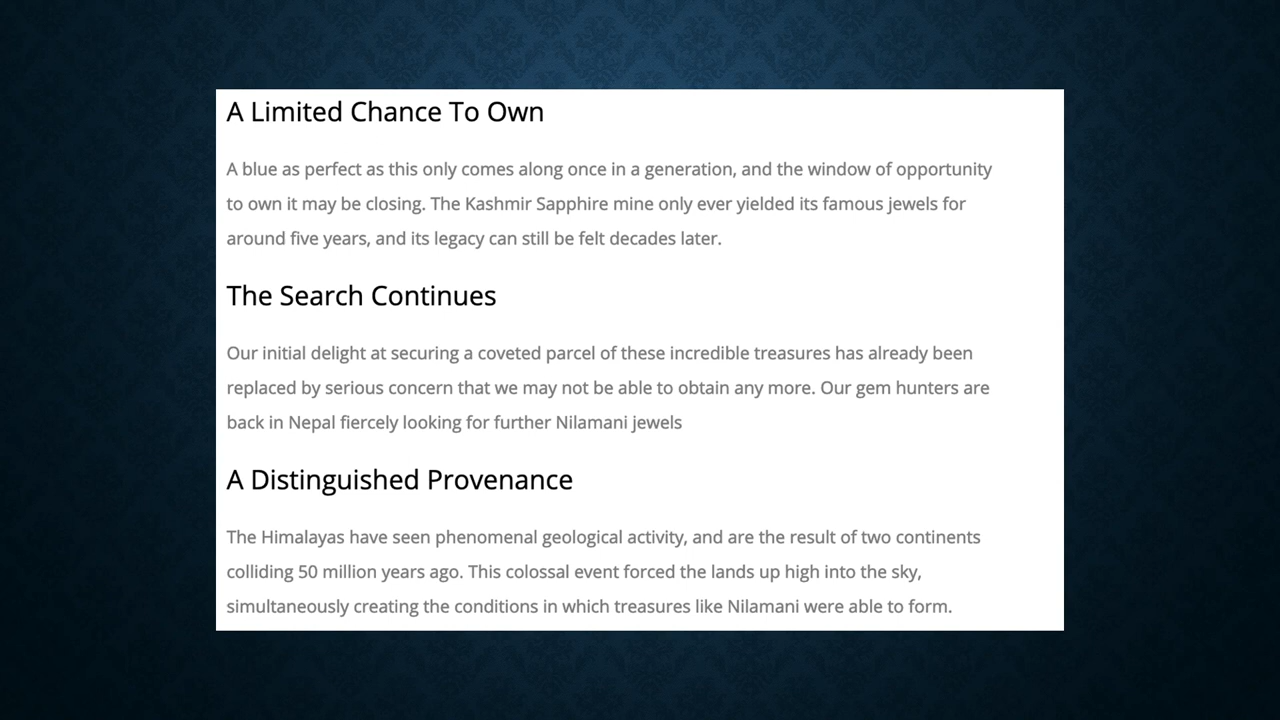 A Limited Chance To Own
A blue as perfect as this only comes along once in a generation, and the window of opportunity
to own it may be closing. The Kashmir Sapphire mine only ever yielded its famous jewels for
around five years, and its legacy can still be felt decades later.
The Search Continues
Our initial delight at securing a coveted parcel of these incredible treasures has already been
replaced by serious concern that we may not be able to obtain any more. Our gem hunters are
back in Nepal fiercely looking for further Nilamani jewels
A Distinguished Provenance
The Himalayas have seen phenomenal geological activity, and are the result of two continents
colliding 50 million years ago. This colossal event forced the lands up high into the sky,
simultaneously creating the conditions in which treasures like Nilamani were able to form.